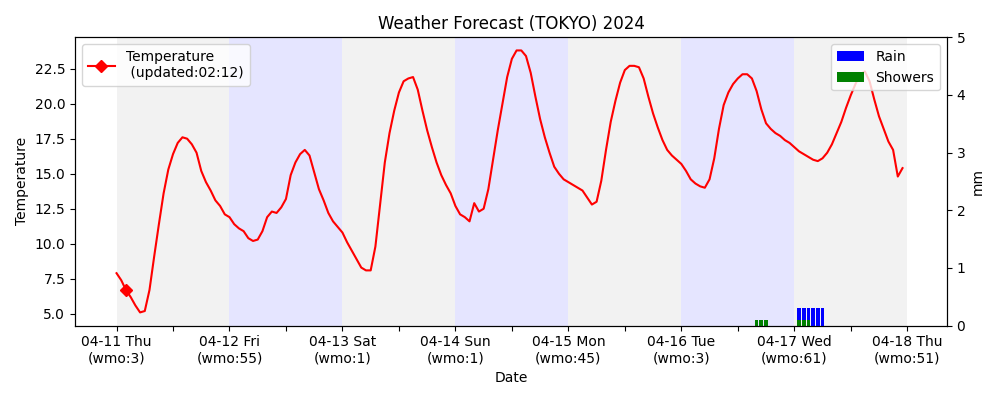 Weather Forecast (TOKYO) 2024
Temperature
(updated:02:12)
Rain
Showers
Temperature
22.5
20.0
17.5
15.0
12.5
10.0
7.5
5.0
5
4
3
2
1
0
mm
04-11 Thu
(wmo:3)
04-12 Fri
(wmo:55)
04-13 Sat
(wmo:1)
04-14 Sun
(wmo:1)
04-15 Mon
(wmo:45)
04-16 Tue
(wmo:3)
04-17 Wed
(wmo:61)
04-18 Thu
(wmo:51)
Date